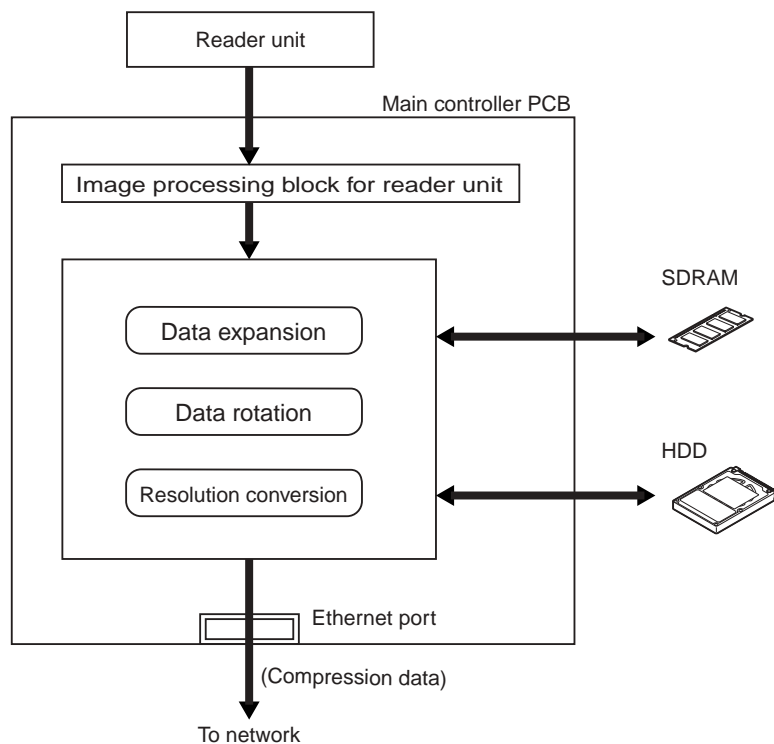 Reader unit
Main controller PCB
Image processing block for reader unit
SDRAM
Data expansion
Data rotation
HDD
Resolution conversion
Ethernet port
(Compression data)
To network